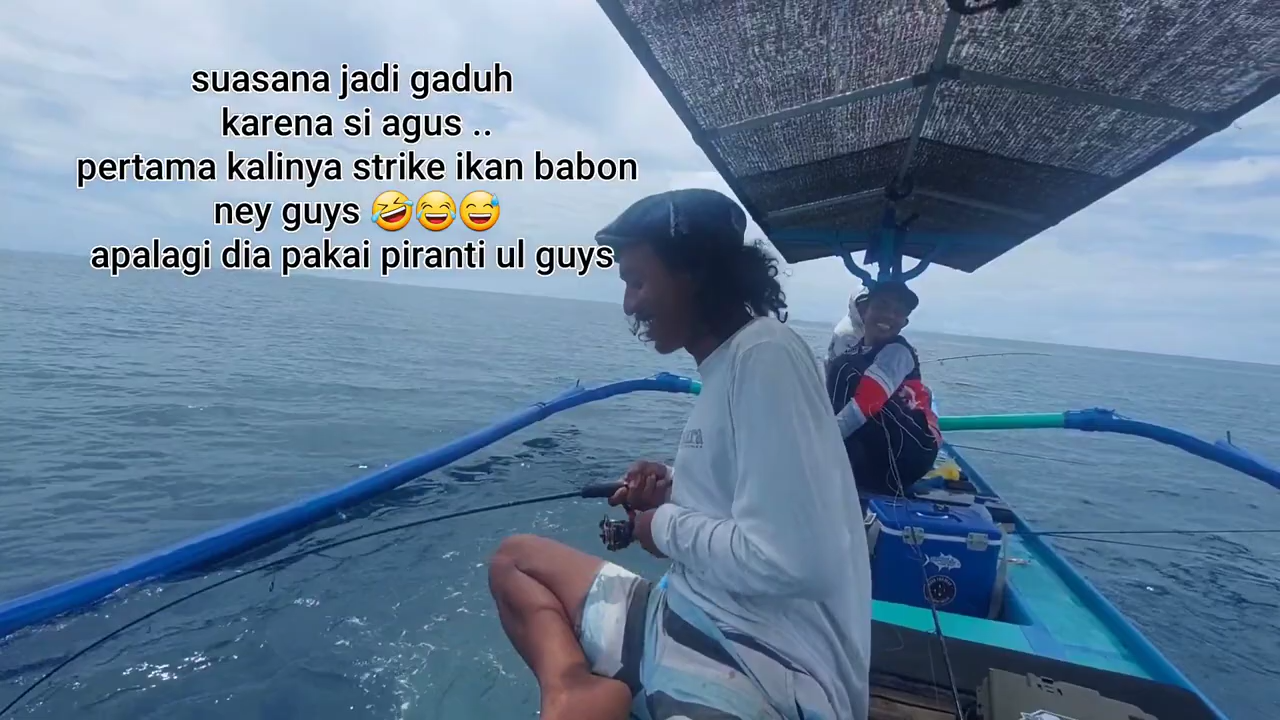 suasana jadi gaduh
karena si agus ..
pertama kalinya strike ikan babon
ney guys 🤣😂😅
apalagi dia pakai piranti ul guys